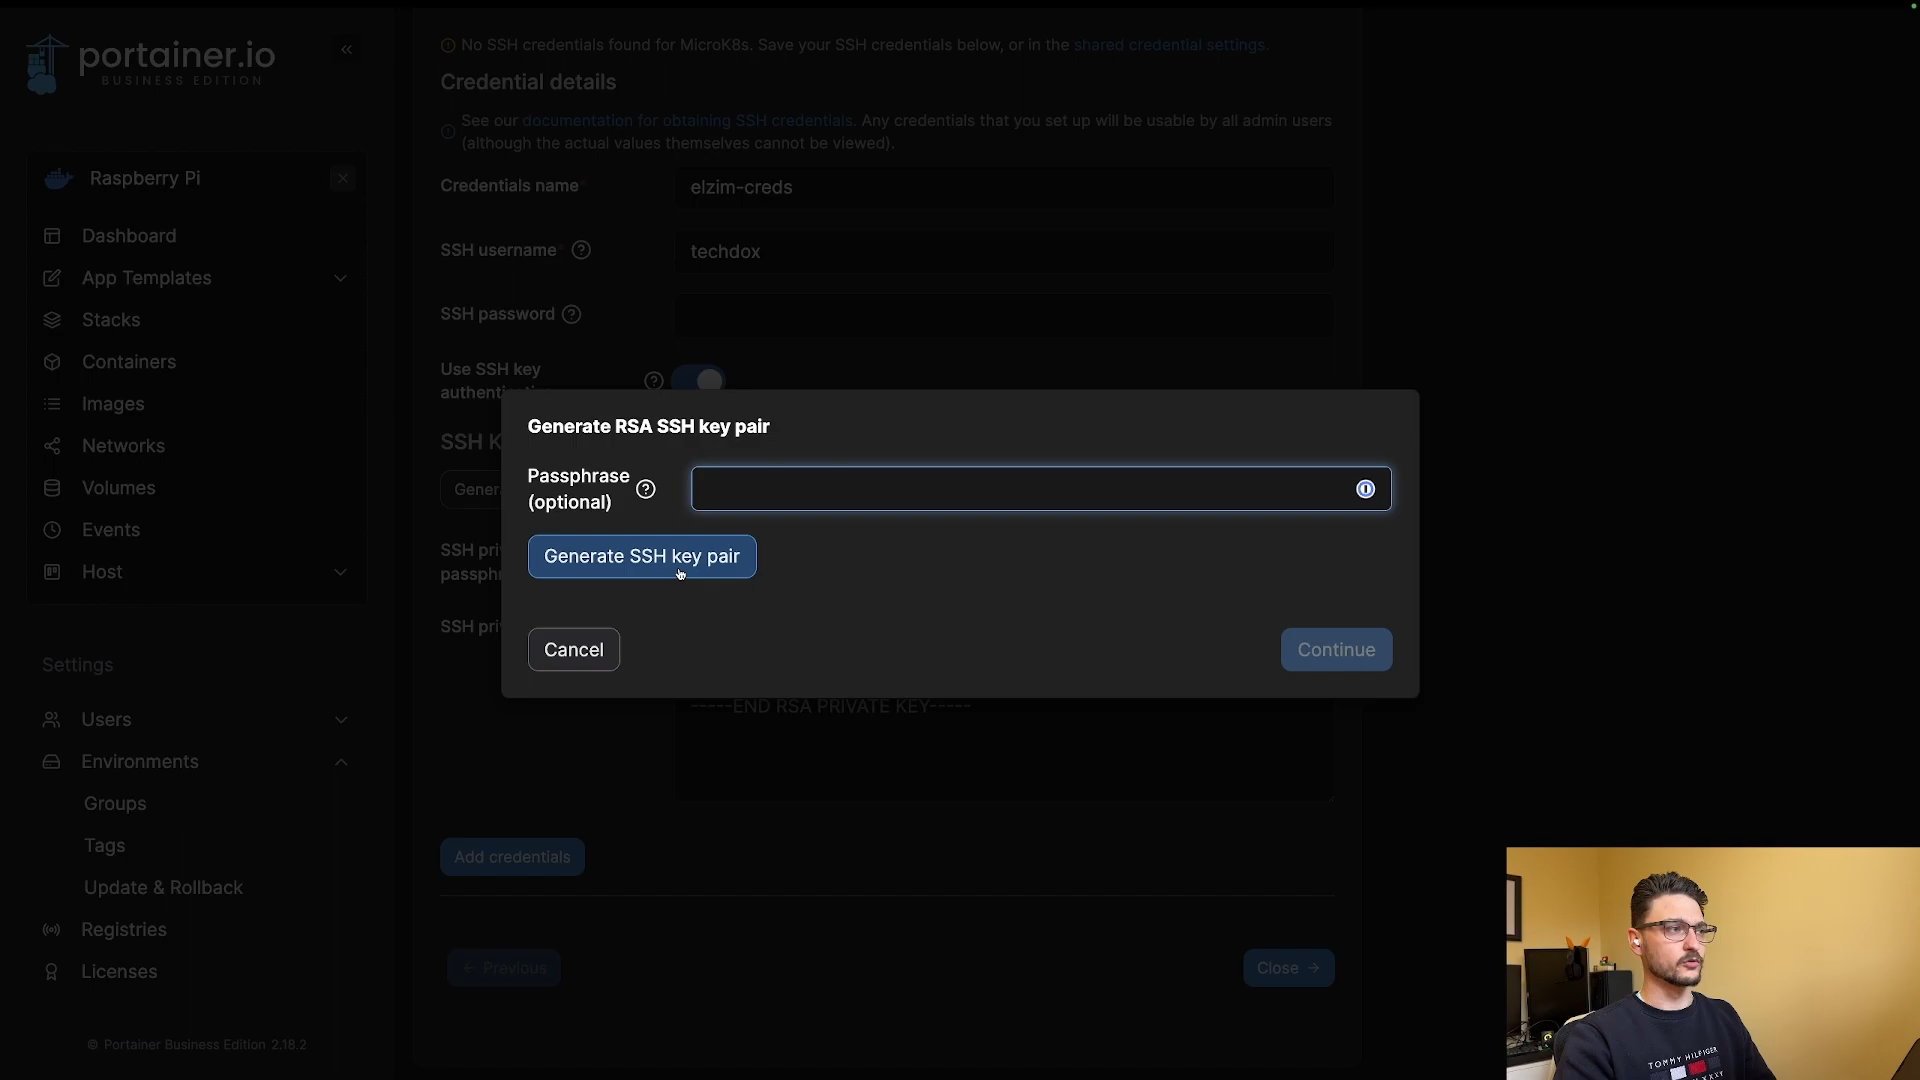 portainer.io
BUSINESS EDITION
Raspberry Pi
Dashboard
App Templates
Stacks
Containers
Images
Networks
Volumes
Events
Host
Settings
Users
Environments
Groups
Tags
Update & Rollback
Registries
Licenses
© Portainer Business Edition 2.18.2
No SSH credentials found for MicroK8s. Save your SSH credentials below, or in the shared credential settings.
Credential details
See our documentation for obtaining SSH credentials. Any credentials that you set up will be usable by all admin users
(although the actual values themselves cannot be viewed).
Credentials name*
elzim-creds
SSH username*
techdox
SSH password
Use SSH key
Generate RSA SSH key pair
Passphrase
(optional)
Generate SSH key pair
Cancel
Continue
-----END RSA PRIVATE KEY-----
Add credentials
← Previous
Close →
TOMMY HILFIGER